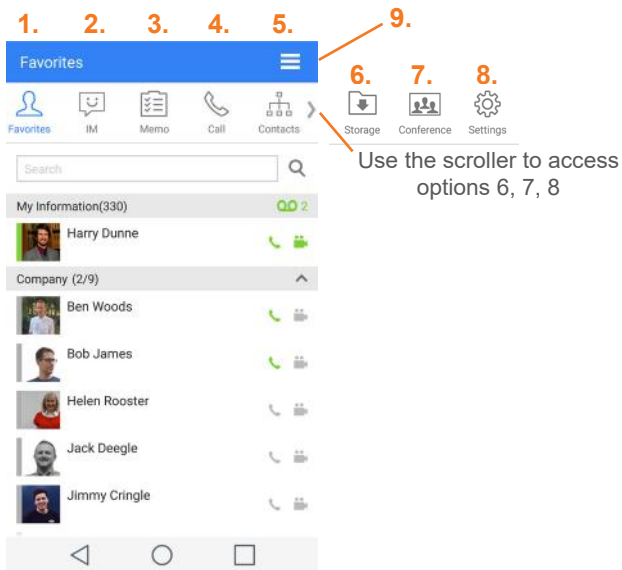 1. 2. 3. 4. 5. 9.
Favorites
6. 7. 8.
Favorites IM Memo Call Contacts
Storage Conference Settings
Use the scroller to access
options 6, 7, 8
Search
My Information(330) 2
Harry Dunne
Company (2/9)
Ben Woods
Bob James
Helen Rooster
Jack Deegle
Jimmy Cringle